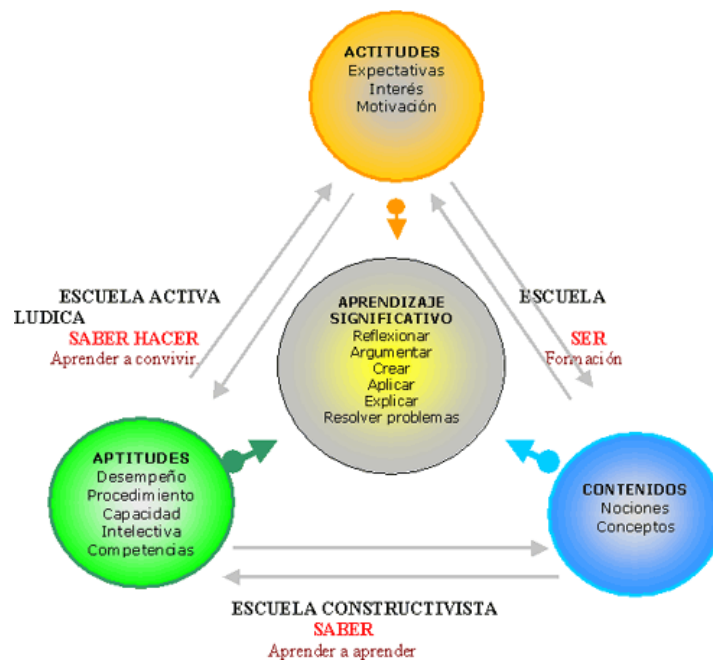 ACTITUDES
Expectativas
Interés
Motivación
ESCUELA ACTIVA
LUDICA
SABER HACER
Aprender a convivir.
APRENDIZAJE
SIGNIFICATIVO
Reflexionar
Argumentar
Crear
Aplicar
Explicar
Resolver problemas
ESCUELA
SER
Formación
APTITUDES
Desempeño
Procedimiento
Capacidad
Intelectiva
Competencias
CONTENIDOS
Nociones
Conceptos
ESCUELA CONSTRUCTIVISTA
SABER
Aprender a aprender